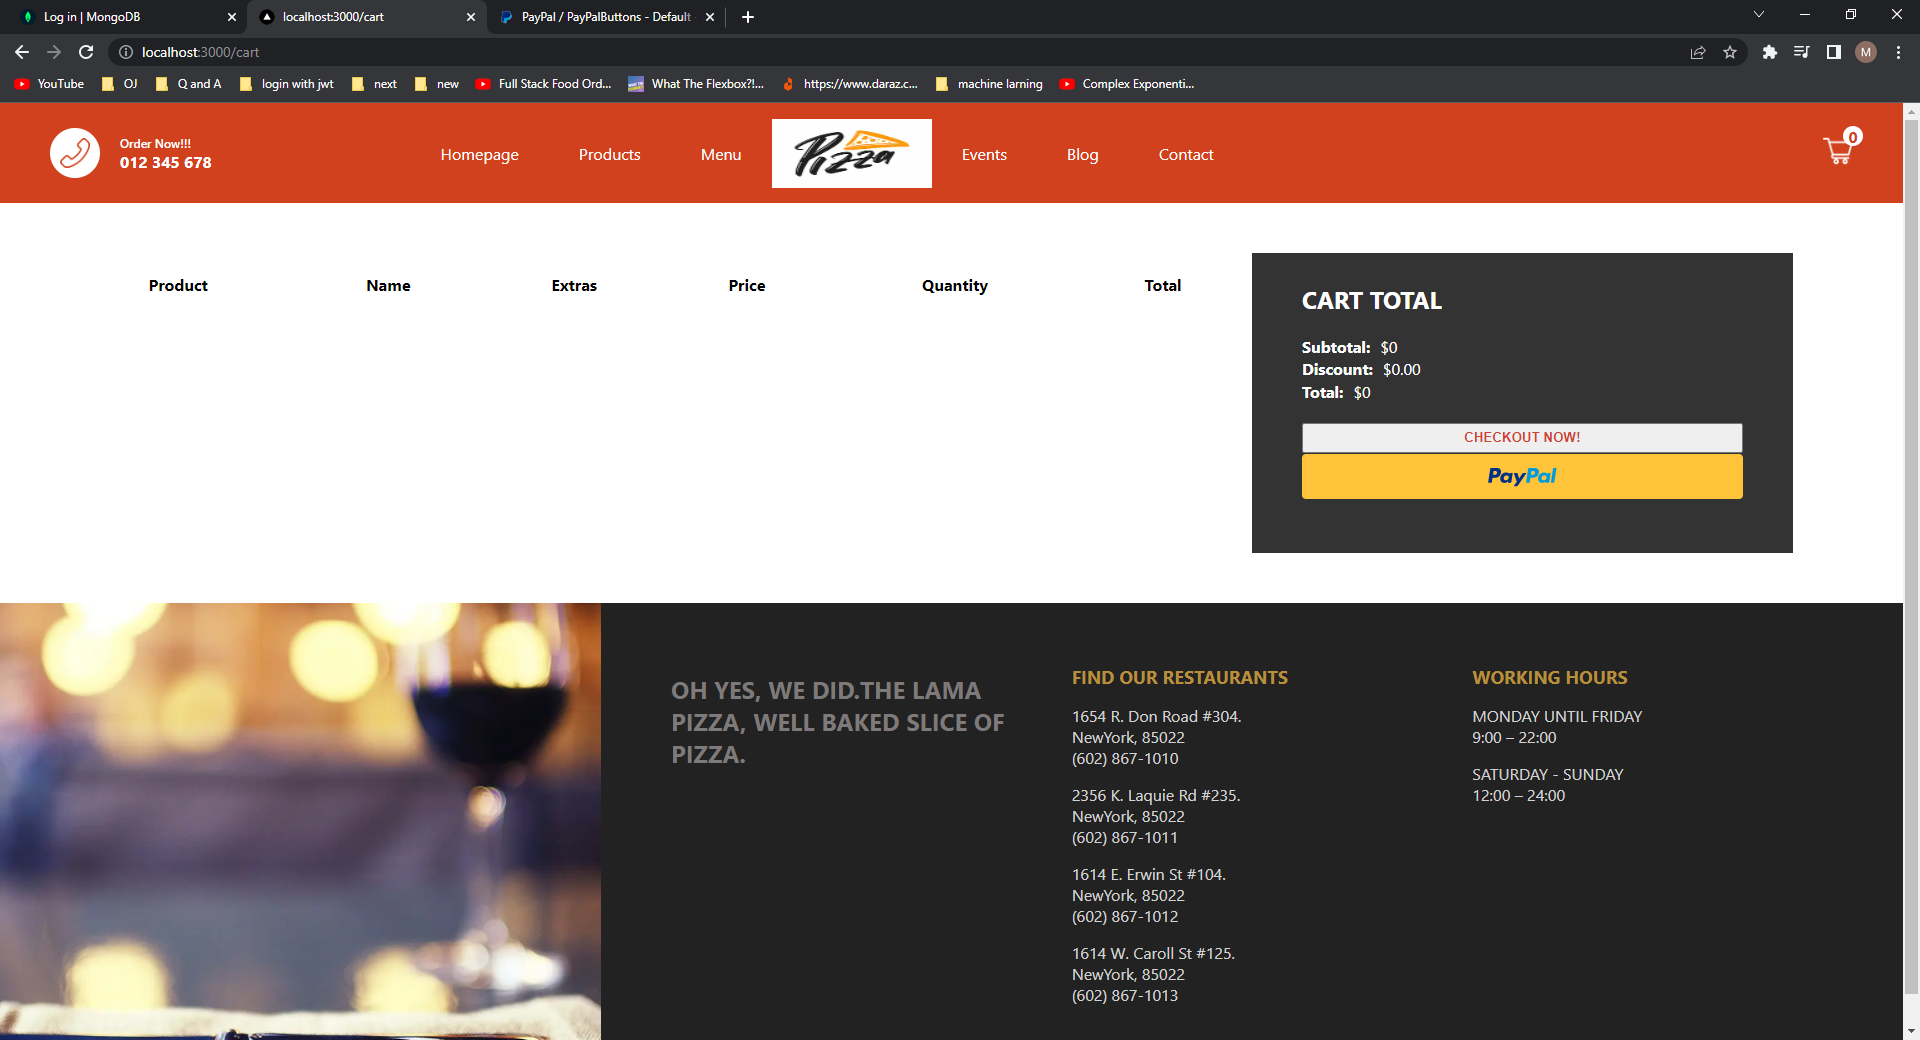 Log in | MongoDB
localhost:3000/cart
PayPal / PayPalButtons - Default
localhost:3000/cart
M
YouTube
OJ
Q and A
login with jwt
next
new
Full Stack Food Ord...
What The Flexbox?!...
https://www.daraz.c...
machine larning
Complex Exponenti...
Order Now!!!
012 345 678
Homepage
Products
Menu
Pizza
Events
Blog
Contact
0
Product Name Extras Price Quantity Total
CART TOTAL
Subtotal: $0
Discount: $0.00
Total: $0
CHECKOUT NOW!
PayPal
OH YES, WE DID.THE LAMA
PIZZA, WELL BAKED SLICE OF
PIZZA.
FIND OUR RESTAURANTS
1654 R. Don Road #304.
NewYork, 85022
(602) 867-1010
2356 K. Laquie Rd #235.
NewYork, 85022
(602) 867-1011
1614 E. Erwin St #104.
NewYork, 85022
(602) 867-1012
1614 W. Caroll St #125.
NewYork, 85022
(602) 867-1013
WORKING HOURS
MONDAY UNTIL FRIDAY
9:00 – 22:00
SATURDAY - SUNDAY
12:00 – 24:00